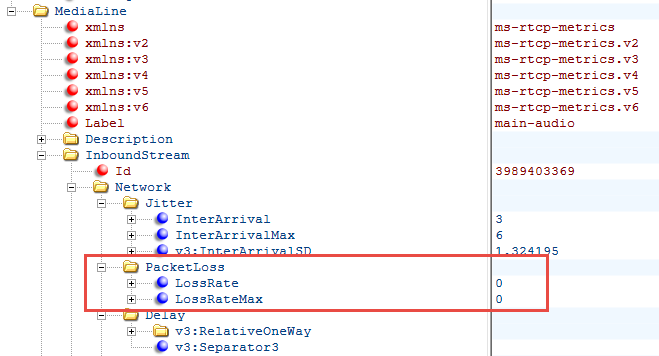 MediaLine
xmlns ms-rtcp-metrics
xmlns:v2 ms-rtcp-metrics.v2
xmlns:v3 ms-rtcp-metrics.v3
xmlns:v4 ms-rtcp-metrics.v4
xmlns:v5 ms-rtcp-metrics.v5
xmlns:v6 ms-rtcp-metrics.v6
Label main-audio
Description
InboundStream
Id 3989403369
Network
Jitter
InterArrival 3
InterArrivalMax 6
v3:InterArrivalSD 1.324195
PacketLoss
LossRate 0
LossRateMax 0
Delay
v3:RelativeOneWay
v3:Separator3